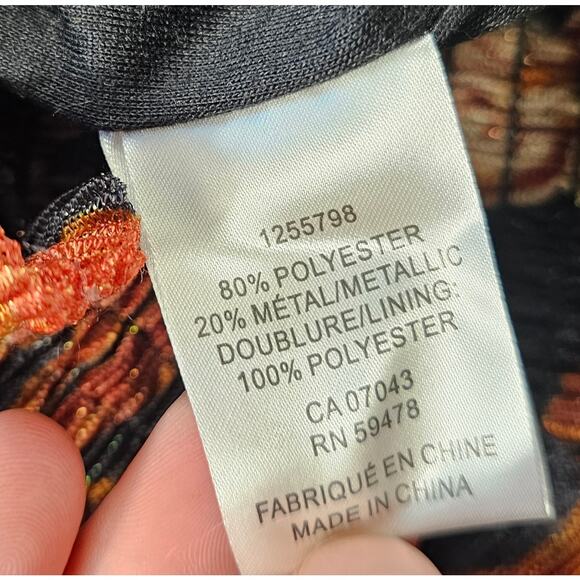 1255798
80% POLYESTER
20% MÉTAL/METALLIC
DOUBLURE/LINING:
100% POLYESTER
CA 07043
RN 59478
FABRIQUÉ EN CHINE
MADE IN CHINA